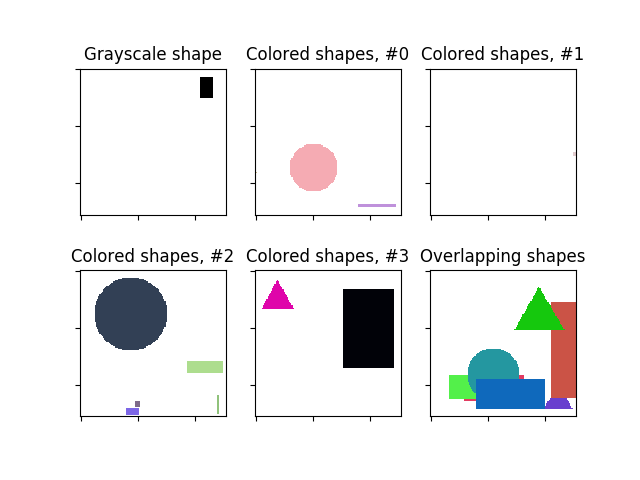 Grayscale shape
Colored shapes, #0
Colored shapes, #1
Colored shapes, #2
Colored shapes, #3
Overlapping shapes